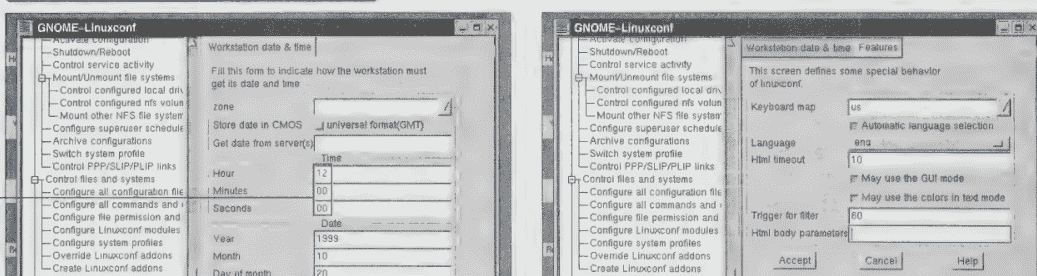 GNOME-Linuxconf
Activate configuration
Shutdown/Reboot
Control service activity
Mount/Unmount file systems
Control configured local driv
Control configured nfs volun
Mount other NFS file system
Configure superuser schedule
Archive configurations
Switch system profile
Control PPP/SLIP/PLIP links
Control files and systems
Configure all configuration file
Configure all commands and
Configure file permission and
Configure Linuxconf modules
Configure system profiles
Override Linuxconf addons
Create Linuxconf addons
Workstation date & time
Fill this form to indicate how the workstation must
get its date and time
zone
Store date in CMOS universal format(GMT)
Get date from server(s)
Time
Hour 12
Minutes 00
Seconds 00
Date
Year 1999
Month 10
Day of month 20
GNOME-Linuxconf
Activate configuration
Shutdown/Reboot
Control service activity
Mount/Unmount file systems
Control configured local driv
Control configured nfs volun
Mount other NFS file system
Configure superuser schedule
Archive configurations
Switch system profile
Control PPP/SLIP/PLIP links
Control files and systems
Configure all configuration file
Configure all commands and
Configure file permission and
Configure Linuxconf modules
Configure system profiles
Override Linuxconf addons
Create Linuxconf addons
Workstation date & time Features
This screen defines some special behavior
of linuxconf.
Keyboard map us
Automatic language selection
Language eng
Html timeout 10
May use the GUI mode
May use the colors in text mode
Trigger for filter 80
Html body parameters
Accept Cancel Help